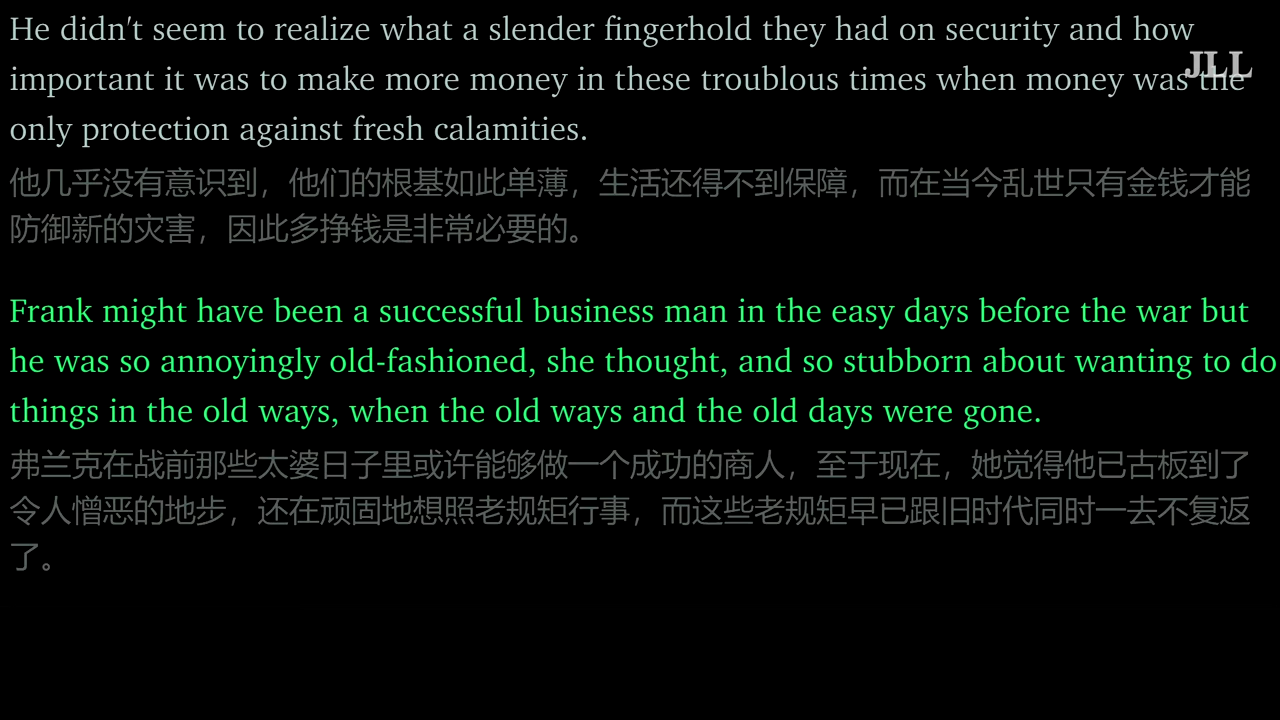 He didn't seem to realize what a slender fingerhold they had on security and how
important it was to make more money in these troublous times when money was the
JLL
only protection against fresh calamities.
他几乎没有意识到，他们的根基如此单薄，生活还得不到保障，而在当今乱世只有金钱才能
防御新的灾害，因此多挣钱是非常必要的。
Frank might have been a successful business man in the easy days before the war but
he was so annoyingly old-fashioned, she thought, and so stubborn about wanting to do
things in the old ways, when the old ways and the old days were gone.
弗兰克在战前那些太婆日子里或许能够做一个成功的商人，至于现在，她觉得他已古板到了
令人憎恶的地步，还在顽固地想照老规矩行事，而这些老规矩早已跟旧时代同时一去不复返
了。